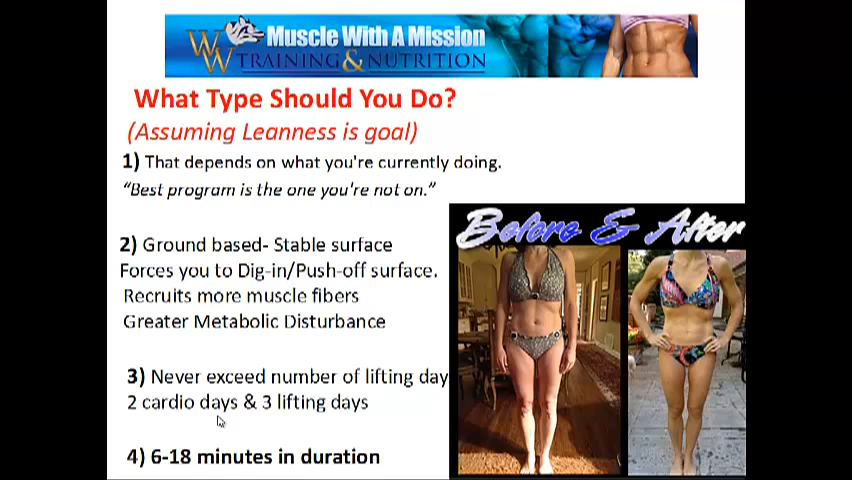 Muscle With A Mission
WW TRAINING & NUTRITION
What Type Should You Do?
(Assuming Leanness is goal)
1) That depends on what you're currently doing.
“Best program is the one you're not on.”
Before & After
2) Ground based- Stable surface
Forces you to Dig-in/Push-off surface.
Recruits more muscle fibers
Greater Metabolic Disturbance
3) Never exceed number of lifting day
2 cardio days & 3 lifting days
4) 6-18 minutes in duration